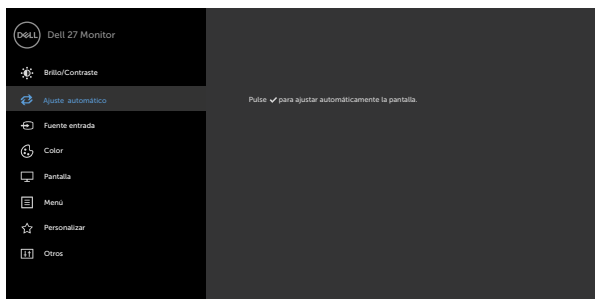 DELL
Dell 27 Monitor
Brillo/Contraste
Ajuste automático
Pulse ✓ para ajustar automáticamente la pantalla.
Fuente entrada
Color
Pantalla
Menú
Personalizar
Otros